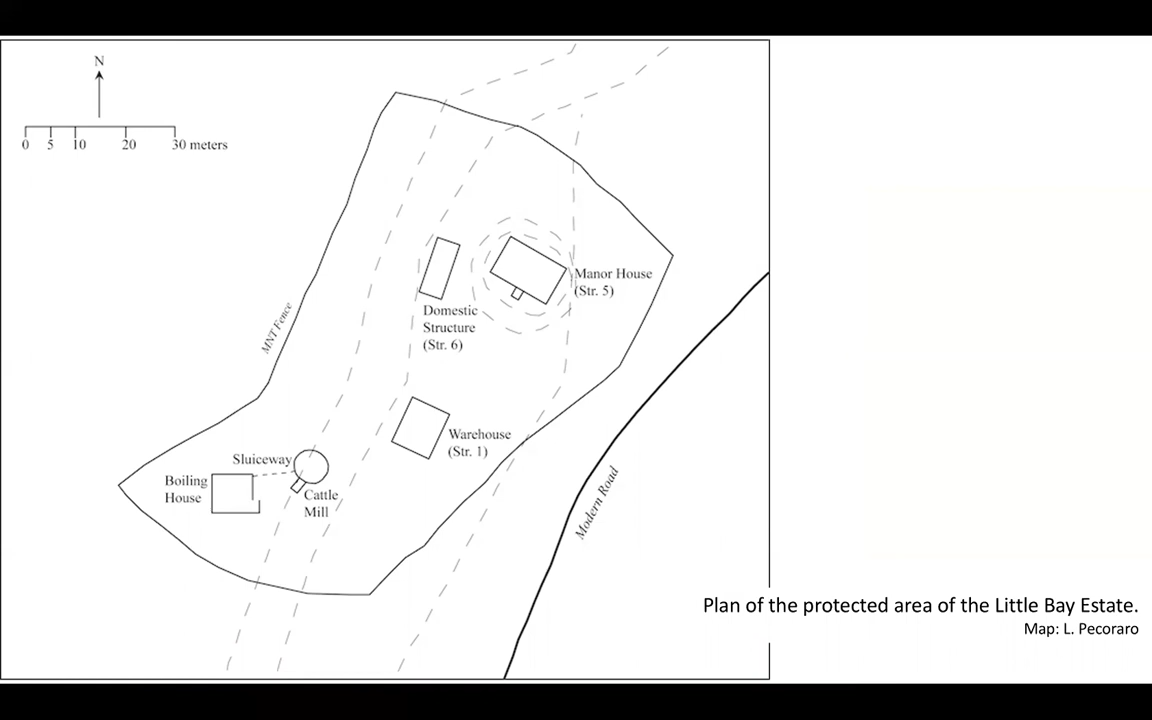 N
0 5 10 20 30 meters
MNT Fence
Manor House
(Str. 5)
Domestic
Structure
(Str. 6)
Warehouse
(Str. 1)
Sluiceway
Boiling
House
Cattle
Mill
Modern Road
Plan of the protected area of the Little Bay Estate.
Map: L. Pecoraro